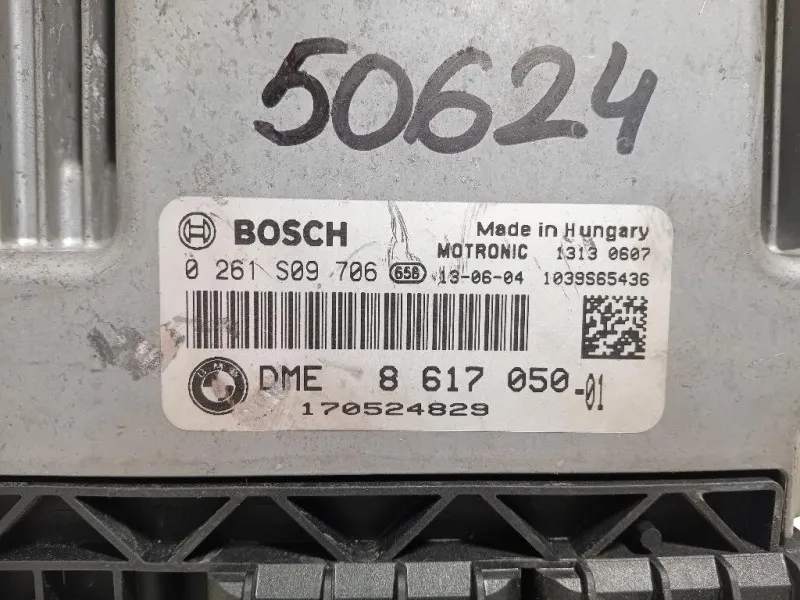 50624
BOSCH Made in Hungary
MOTRONIC 1313 0607
0 261 S09 706 658 13-06-04 1039S65436
BMW DME 8 617 050-01
170524829